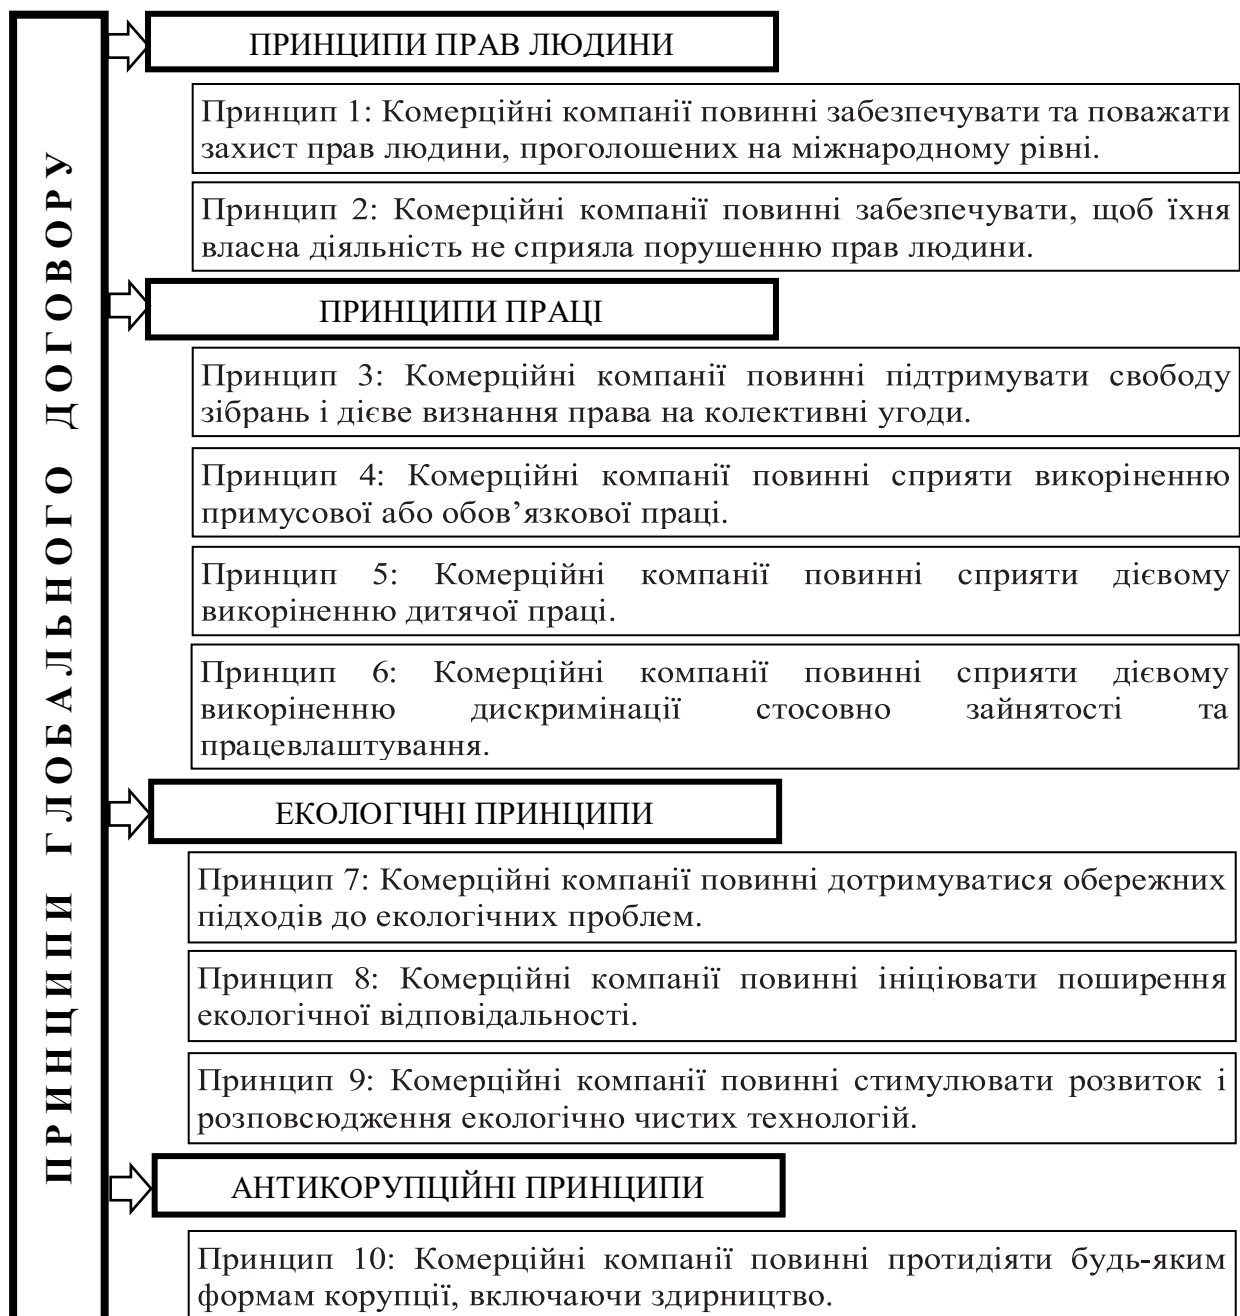 ПРИНЦИПИ ГЛОБАЛЬНОГО ДОГОВОРУ
ПРИНЦИПИ ПРАВ ЛЮДИНИ
Принцип 1: Комерційні компанії повинні забезпечувати та поважати
захист прав людини, проголошених на міжнародному рівні.
Принцип 2: Комерційні компанії повинні забезпечувати, щоб їхня
власна діяльність не сприяла порушенню прав людини.
ПРИНЦИПИ ПРАЦІ
Принцип 3: Комерційні компанії повинні підтримувати свободу
зібрань і дієве визнання права на колективні угоди.
Принцип 4: Комерційні компанії повинні сприяти викоріненню
примусової або обов’язкової праці.
Принцип 5: Комерційні компанії повинні сприяти дієвому
викоріненню дитячої праці.
Принцип 6: Комерційні компанії повинні сприяти дієвому
викоріненню дискримінації стосовно зайнятості та
працевлаштування.
ЕКОЛОГІЧНІ ПРИНЦИПИ
Принцип 7: Комерційні компанії повинні дотримуватися обережних
підходів до екологічних проблем.
Принцип 8: Комерційні компанії повинні ініціювати поширення
екологічної відповідальності.
Принцип 9: Комерційні компанії повинні стимулювати розвиток і
розповсюдження екологічно чистих технологій.
АНТИКОРУПЦІЙНІ ПРИНЦИПИ
Принцип 10: Комерційні компанії повинні протидіяти будь-яким
формам корупції, включаючи здирництво.